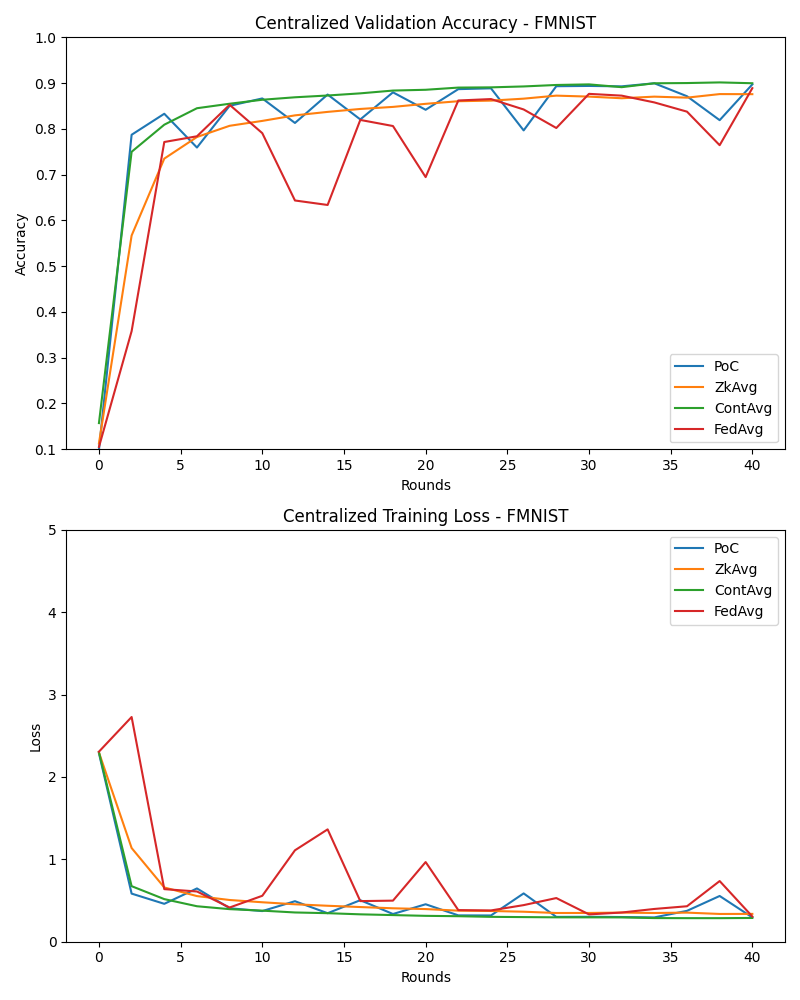 Centralized Validation Accuracy - FMNIST
1.0
0.9
0.8
0.7
0.6
0.5
0.4
0.3
0.2
0.1
Accuracy
PoC
ZkAvg
ContAvg
FedAvg
0 5 10 15 20 25 30 35 40
Rounds
Centralized Training Loss - FMNIST
5
4
3
2
1
0
Loss
PoC
ZkAvg
ContAvg
FedAvg
0 5 10 15 20 25 30 35 40
Rounds